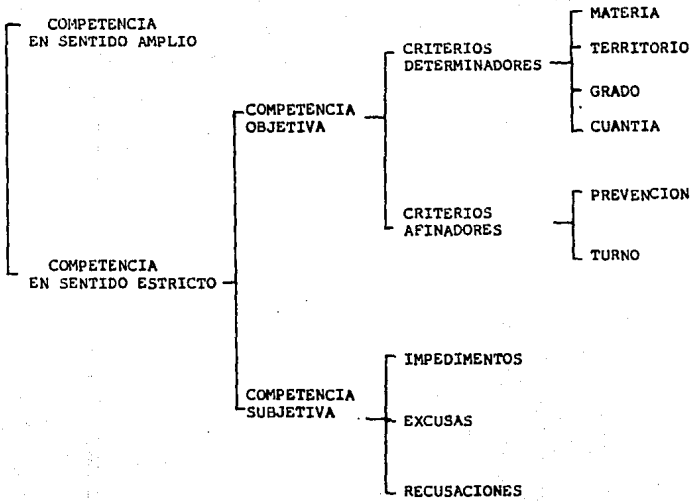 COMPETENCIA
EN SENTIDO AMPLIO
COMPETENCIA
EN SENTIDO ESTRICTO
COMPETENCIA
OBJETIVA
CRITERIOS
DETERMINADORES
MATERIA
TERRITORIO
GRADO
CUANTIA
CRITERIOS
AFINADORES
PREVENCION
TURNO
COMPETENCIA
SUBJETIVA
IMPEDIMENTOS
EXCUSAS
RECUSACIONES